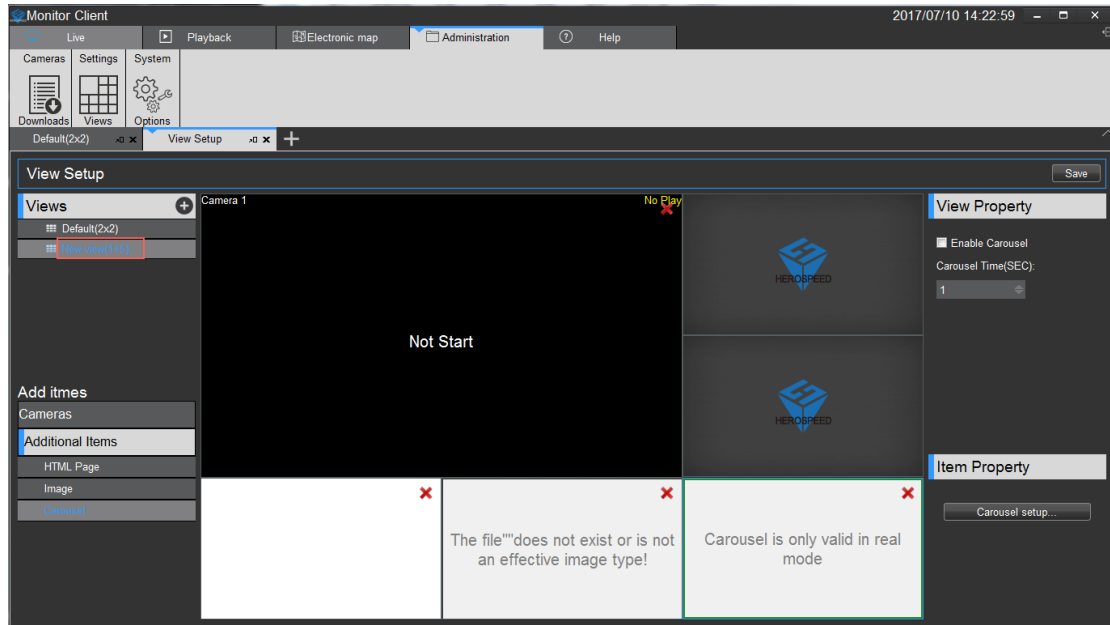 Monitor Client
2017/07/10 14:22:59
Live
Playback
Electronic map
Administration
Help
Cameras
Settings
System
Downloads
Views
Options
Default(2x2)
View Setup
View Setup
Save
Views
Default(2x2)
New view(1+5)
Camera 1
No Play
Not Start
HEROSPEED
HEROSPEED
View Property
Enable Carousel
Carousel Time(SEC):
1
Add itmes
Cameras
Additional Items
HTML Page
Image
Carousel
The file""does not exist or is not
an effective image type!
Carousel is only valid in real
mode
Item Property
Carousel setup...